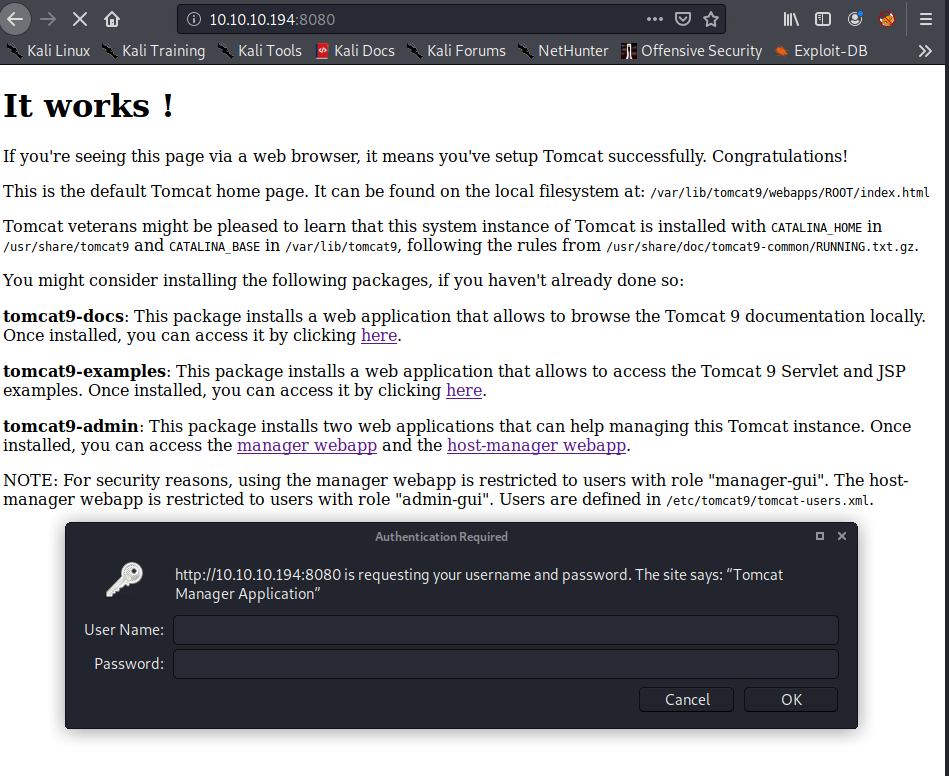 10.10.10.194:8080
Kali Linux Kali Training Kali Tools Kali Docs Kali Forums NetHunter Offensive Security Exploit-DB
It works !
If you're seeing this page via a web browser, it means you've setup Tomcat successfully. Congratulations!
This is the default Tomcat home page. It can be found on the local filesystem at: /var/lib/tomcat9/webapps/ROOT/index.html
Tomcat veterans might be pleased to learn that this system instance of Tomcat is installed with CATALINA_HOME in
/usr/share/tomcat9 and CATALINA_BASE in /var/lib/tomcat9, following the rules from /usr/share/doc/tomcat9-common/RUNNING.txt.gz.
You might consider installing the following packages, if you haven't already done so:
tomcat9-docs: This package installs a web application that allows to browse the Tomcat 9 documentation locally.
Once installed, you can access it by clicking here.
tomcat9-examples: This package installs a web application that allows to access the Tomcat 9 Servlet and JSP
examples. Once installed, you can access it by clicking here.
tomcat9-admin: This package installs two web applications that can help managing this Tomcat instance. Once
installed, you can access the manager webapp and the host-manager webapp.
NOTE: For security reasons, using the manager webapp is restricted to users with role "manager-gui". The host-
manager webapp is restricted to users with role "admin-gui". Users are defined in /etc/tomcat9/tomcat-users.xml.
Authentication Required
http://10.10.10.194:8080 is requesting your username and password. The site says: “Tomcat
Manager Application”
User Name:
Password:
Cancel OK